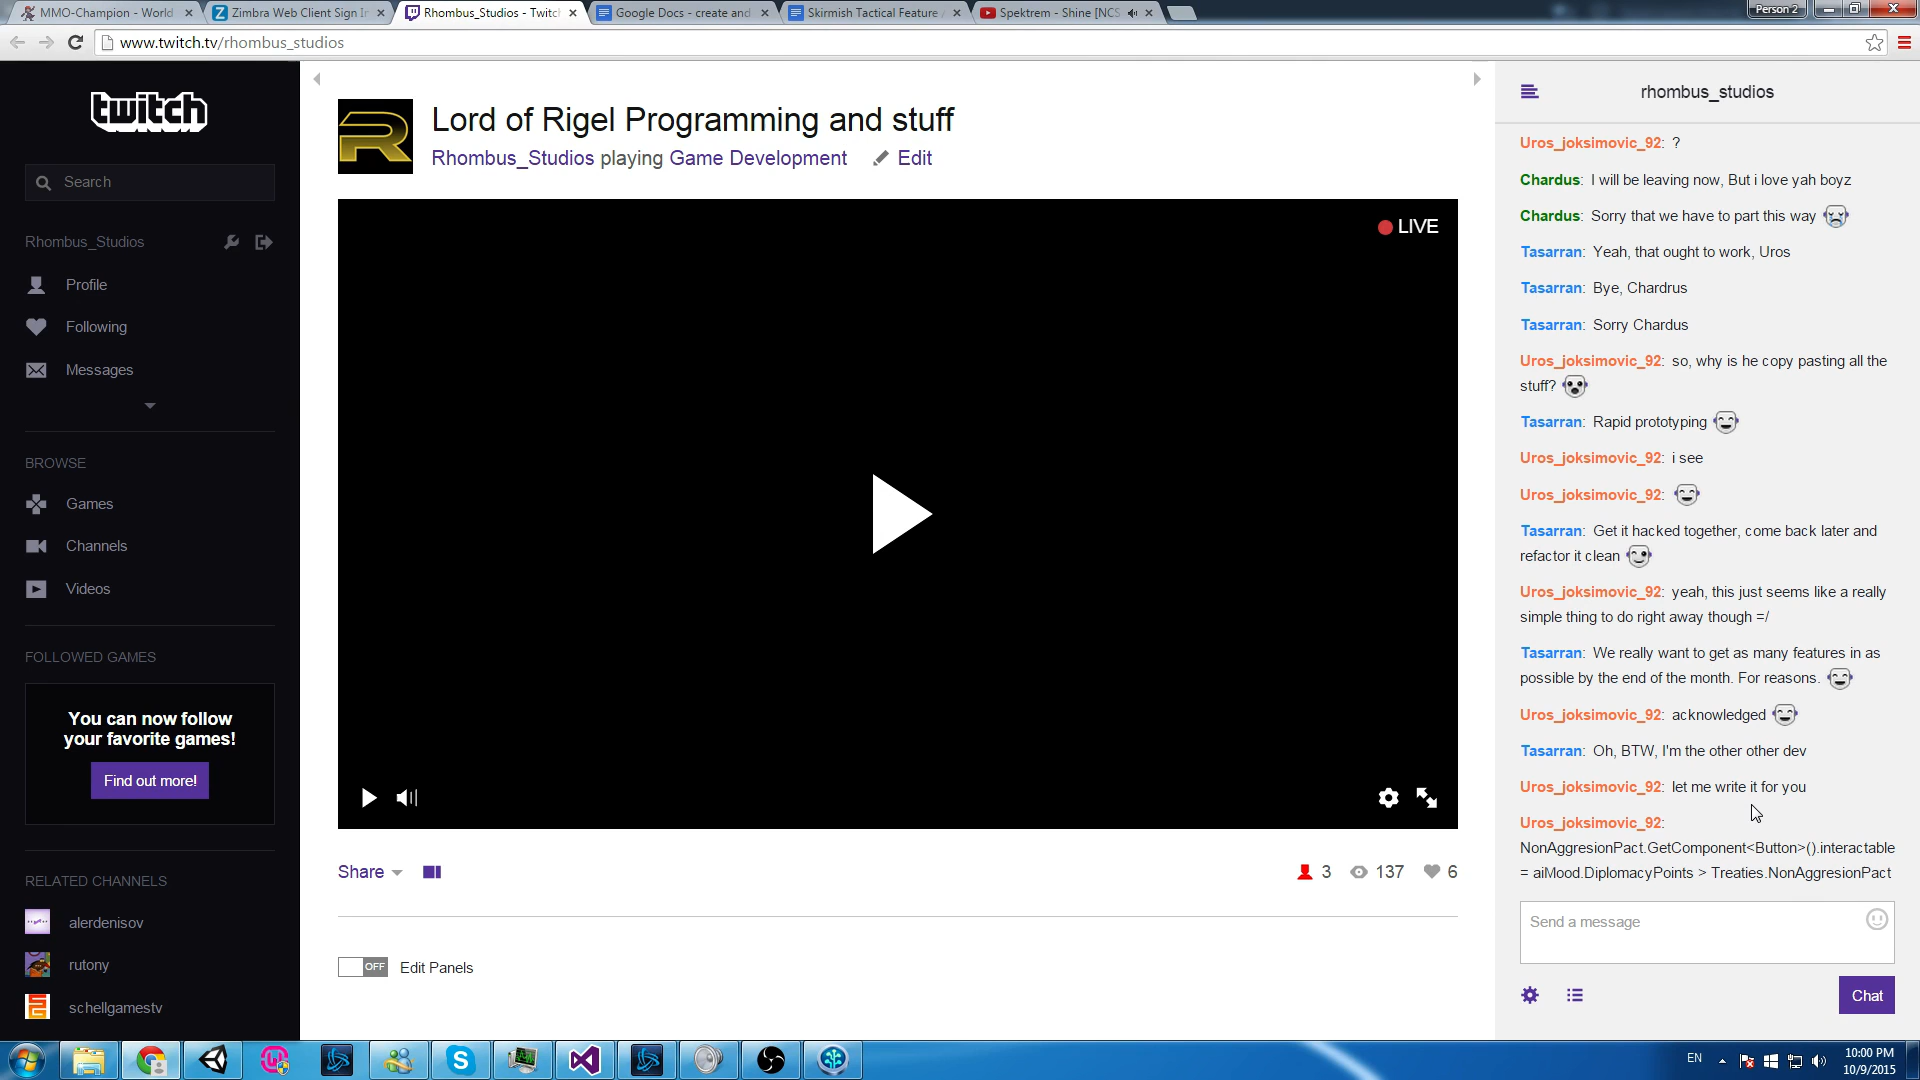 MMO-Champion - World
Zimbra Web Client Sign In
Rhombus_Studios - Twitch
Google Docs - create and
Skirmish Tactical Feature
Spektrem - Shine [NCS
Person 2
www.twitch.tv/rhombus_studios
twitch
Search
Rhombus_Studios
Profile
Following
Messages
BROWSE
Games
Channels
Videos
FOLLOWED GAMES
You can now follow
your favorite games!
Find out more!
RELATED CHANNELS
alerdenisov
rutony
schellgamestv
R
Lord of Rigel Programming and stuff
Rhombus_Studios playing Game Development
Edit
LIVE
Share
3
137
6
OFF
Edit Panels
rhombus_studios
Uros_joksimovic_92: ?
Chardus: I will be leaving now, But i love yah boyz
Chardus: Sorry that we have to part this way
Tasarran: Yeah, that ought to work, Uros
Tasarran: Bye, Chardrus
Tasarran: Sorry Chardus
Uros_joksimovic_92: so, why is he copy pasting all the
stuff?
Tasarran: Rapid prototyping
Uros_joksimovic_92: i see
Uros_joksimovic_92:
Tasarran: Get it hacked together, come back later and
refactor it clean
Uros_joksimovic_92: yeah, this just seems like a really
simple thing to do right away though =/
Tasarran: We really want to get as many features in as
possible by the end of the month. For reasons.
Uros_joksimovic_92: acknowledged
Tasarran: Oh, BTW, I'm the other other dev
Uros_joksimovic_92: let me write it for you
Uros_joksimovic_92:
NonAggresionPact.GetComponent<Button>().interactable
= aiMood.DiplomacyPoints > Treaties.NonAggresionPact
Send a message
Chat
EN
10:00 PM
10/9/2015